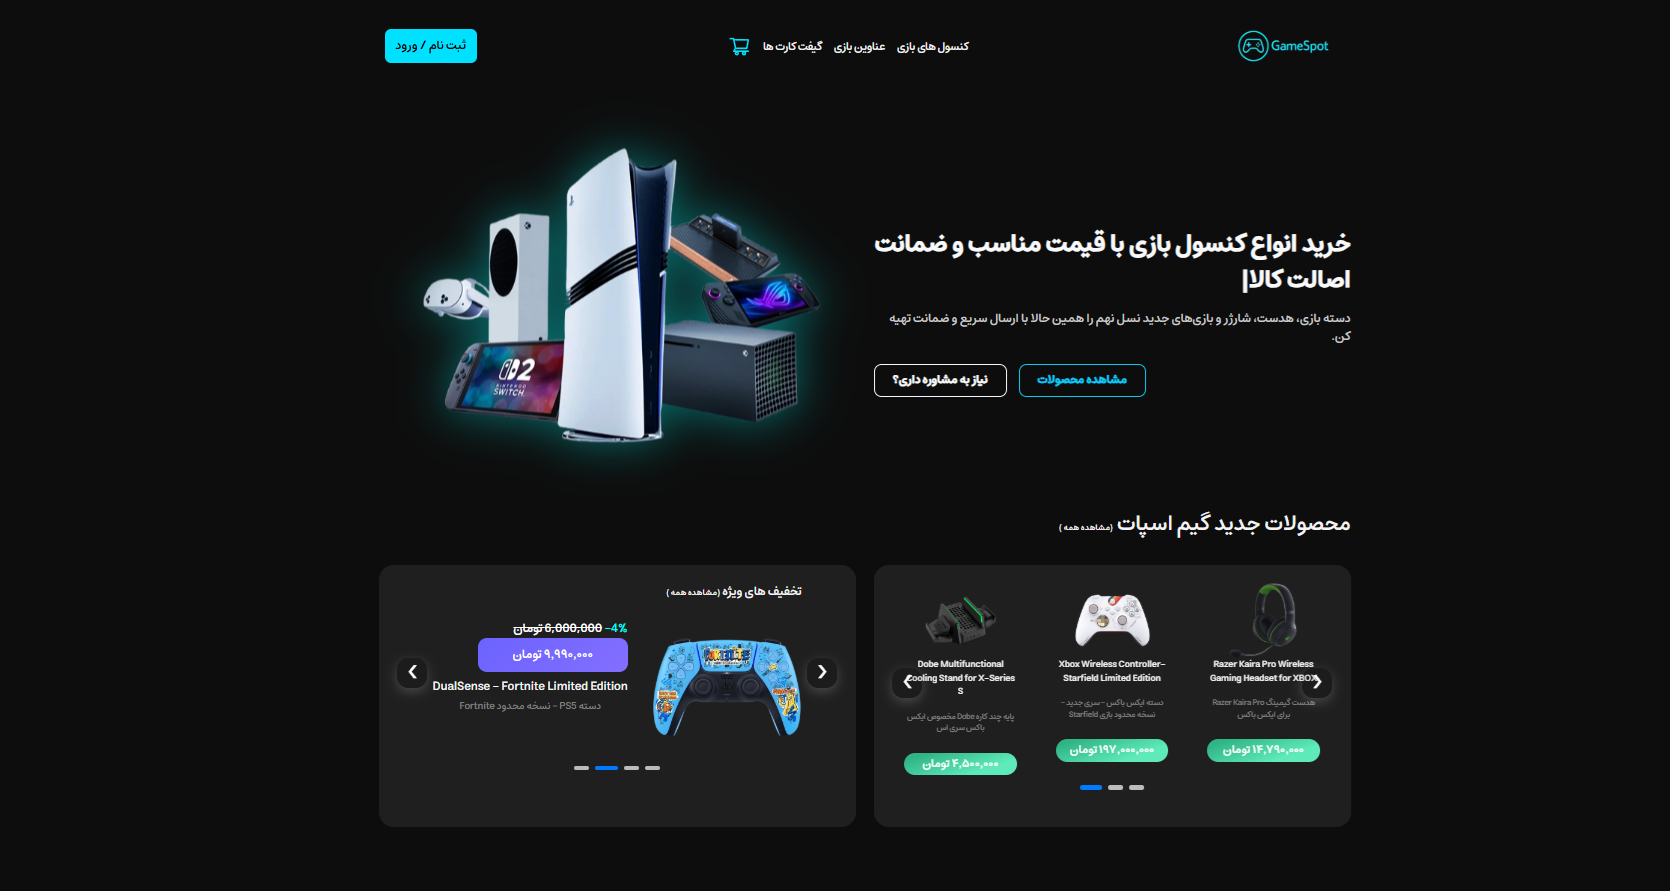 GameSpot
کنسول های بازی
عناوین بازی
گیفت کارت ها
ثبت نام / ورود
خرید انواع کنسول بازی با قیمت مناسب و ضمانت
اصالت کالا|
دسته بازی، هدست، شارژر و بازی‌های جدید نسل نهم را همین حالا با ارسال سریع و ضمانت تهیه
کن.
مشاهده محصولات
نیاز به مشاوره داری؟
2
NINTENDO
SWITCH
محصولات جدید گیم اسپات (مشاهده همه )
Razer Kaira Pro Wireless
Gaming Headset for XBOX
هدست گیمینگ Razer Kaira Pro
برای ایکس باکس
۱۴,۷۹۰,۰۰۰ تومان
Xbox Wireless Controller–
Starfield Limited Edition
دسته ایکس باکس – سری جدید –
نسخه محدود بازی Starfield
۱۹۷,۰۰۰,۰۰۰ تومان
Dobe Multifunctional
Cooling Stand for X–Series
S
پایه چند کاره Dobe مخصوص ایکس
باکس سری اس
۴,۵۰۰,۰۰۰ تومان
تخفیف های ویژه (مشاهده همه )
6,000,000 تومان -4%
۹,۹۹۰,۰۰۰ تومان
DualSense – Fortnite Limited Edition
دسته PS5 – نسخه محدود Fortnite